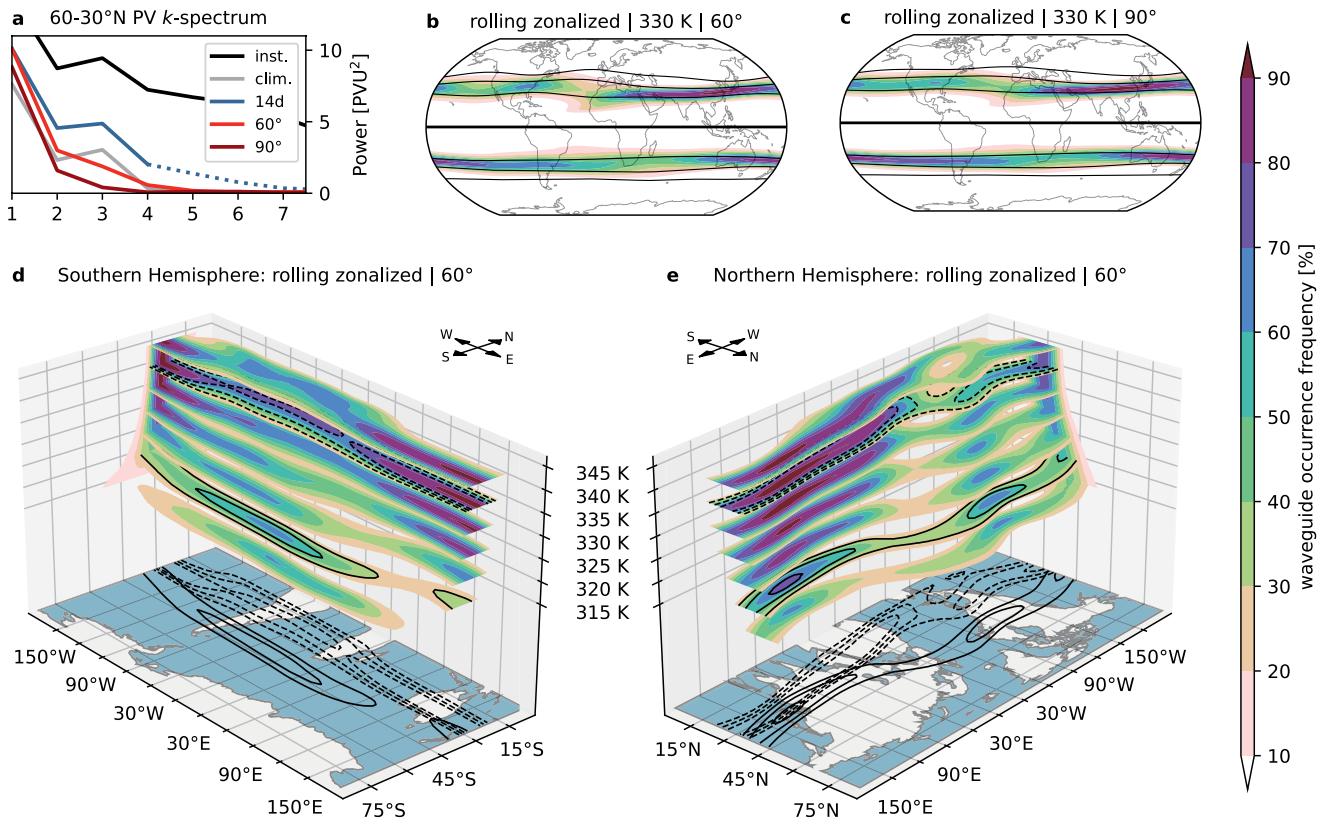 a 60-30°N PV k-spectrum
inst.
clim.
14d
60°
90°
10
5
0
Power [PVU²]
1 2 3 4 5 6 7
b rolling zonalized | 330 K | 60°
c rolling zonalized | 330 K | 90°
d Southern Hemisphere: rolling zonalized | 60°
W N
S E
150°W
90°W
30°W
30°E
90°E
150°E
75°S
45°S
15°S
345 K
340 K
335 K
330 K
325 K
320 K
315 K
e Northern Hemisphere: rolling zonalized | 60°
S W
E N
15°N
45°N
75°N
150°E
90°E
30°E
30°W
90°W
150°W
90
80
70
60
50
40
30
20
10
waveguide occurrence frequency [%]